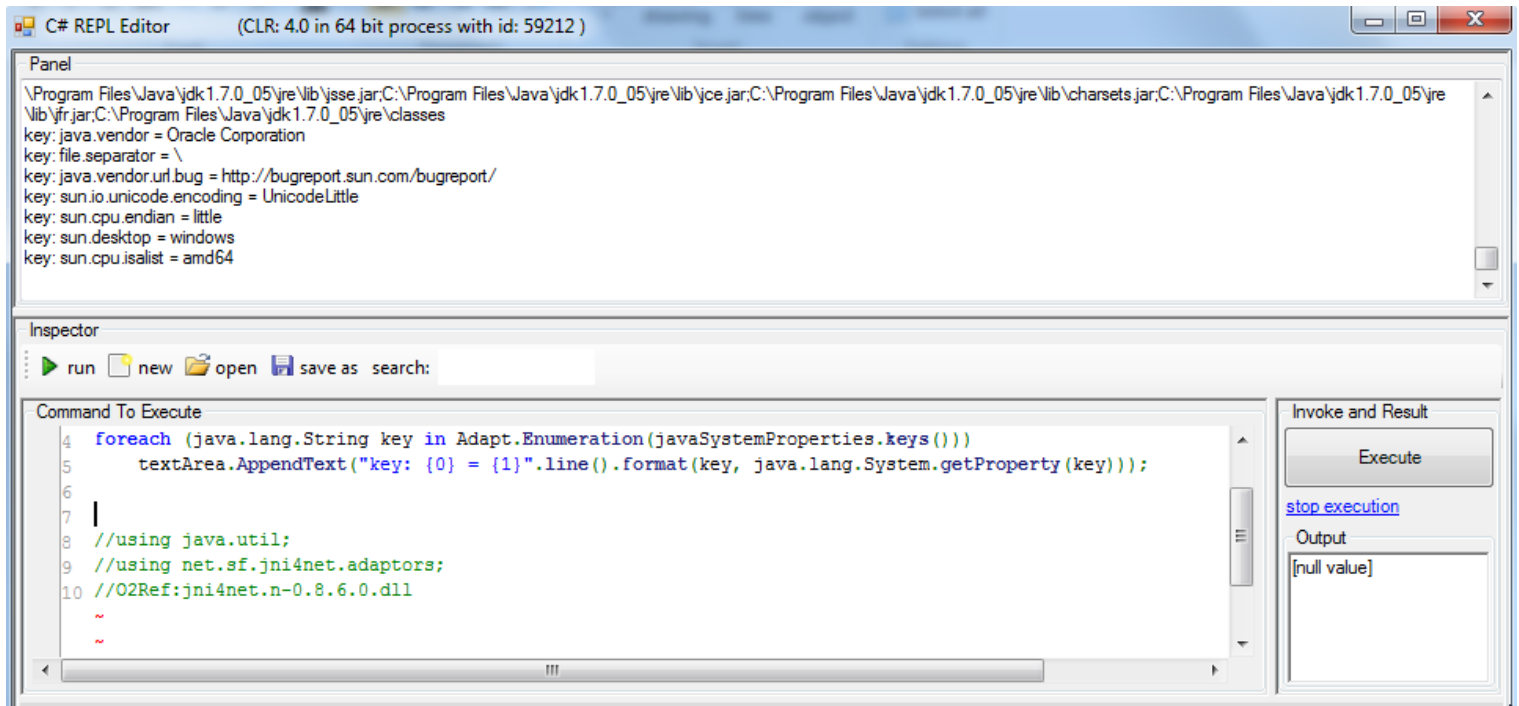 C# REPL Editor (CLR: 4.0 in 64 bit process with id: 59212 )
Panel
\Program Files\Java\jdk1.7.0_05\jre\lib\jsse.jar;C:\Program Files\Java\jdk1.7.0_05\jre\lib\jce.jar;C:\Program Files\Java\jdk1.7.0_05\jre\lib\charsets.jar;C:\Program Files\Java\jdk1.7.0_05\jre
\lib\jfr.jar;C:\Program Files\Java\jdk1.7.0_05\jre\classes
key: java.vendor = Oracle Corporation
key: file.separator = \
key: java.vendor.url.bug = http://bugreport.sun.com/bugreport/
key: sun.io.unicode.encoding = UnicodeLittle
key: sun.cpu.endian = little
key: sun.desktop = windows
key: sun.cpu.isalist = amd64
Inspector
run new open save as search:
Command To Execute
4 foreach (java.lang.String key in Adapt.Enumeration(javaSystemProperties.keys()))
5 textArea.AppendText("key: {0} = {1}".line().format(key, java.lang.System.getProperty(key)));
6
7
8 //using java.util;
9 //using net.sf.jni4net.adaptors;
10 //O2Ref:jni4net.n-0.8.6.0.dll
~
~
Invoke and Result
Execute
stop execution
Output
[null value]